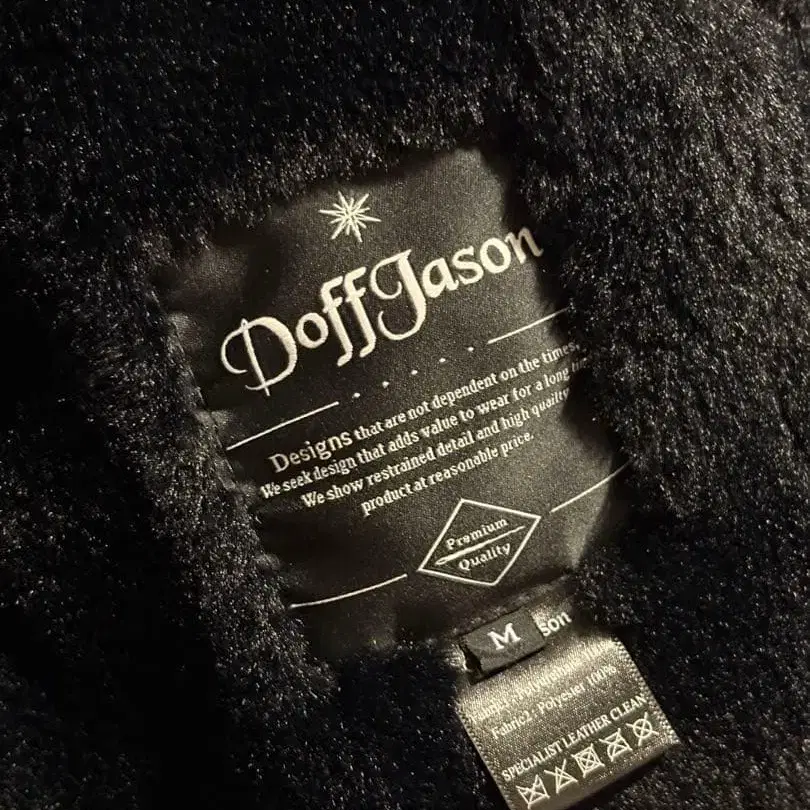 Doff Jason
Designs that are not dependent on the times.
We seek design that adds value to wear for a long
We show restrained detail and high quality
product at reasonable price.
Premium
Quality
M
son
Fabric2 : Polyester 100%
SPECIALIST LEATHER CLEAN